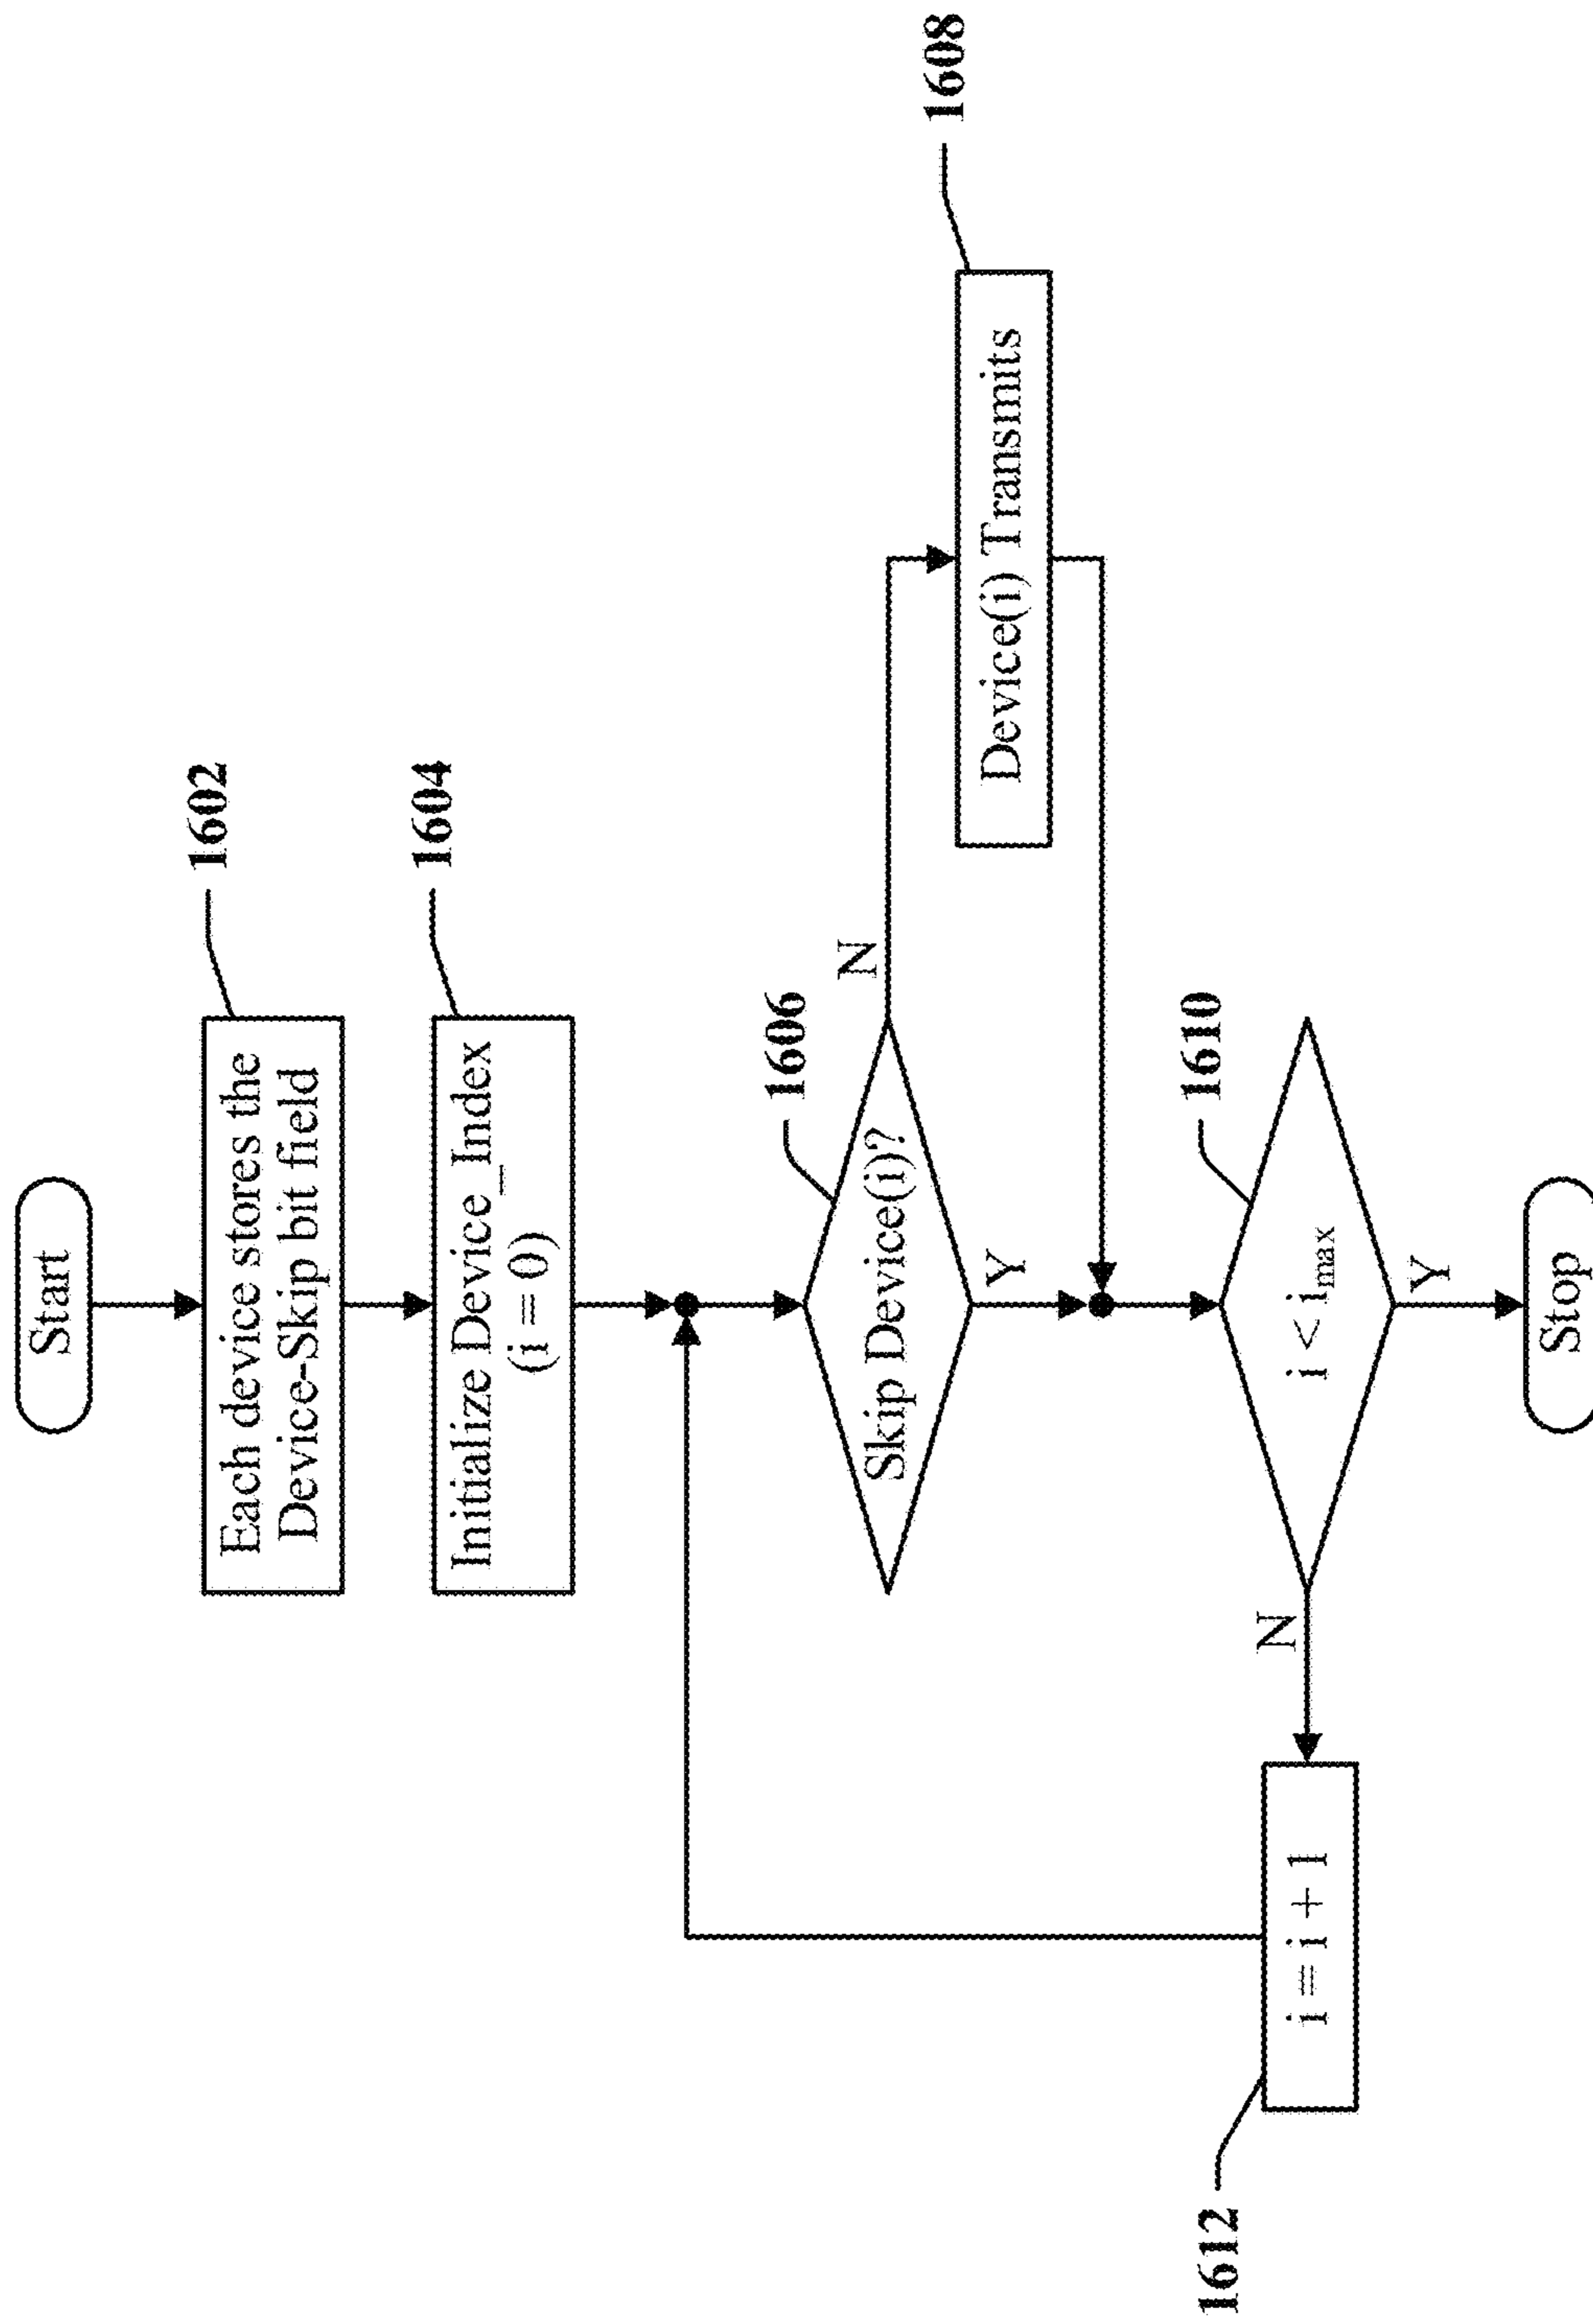 Start
Each device stores the
Device-Skip bit field
1602
Initialize Device_Index
(i = 0)
1604
Skip Device(i)?
1606
N
Y
Device(i) Transmits
1608
i < imax
1610
N
Y
i = i + 1
1612
Stop